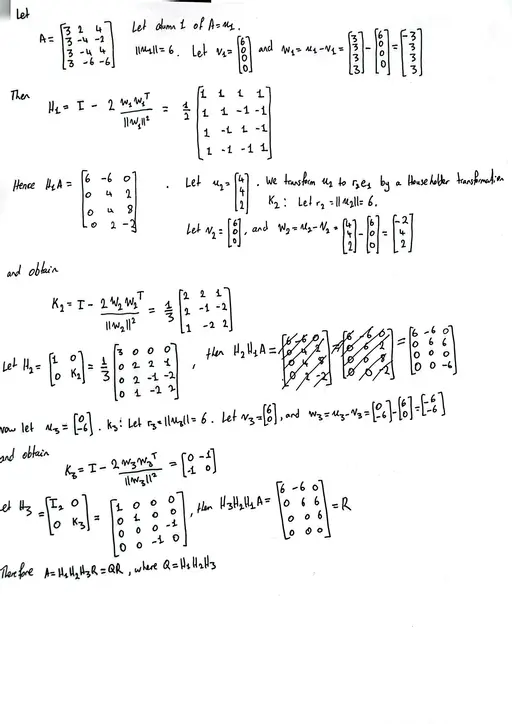 Let
A = [3 2 4; 3 -4 -2; 3 -4 4; 3 -6 -6] Let column 1 of A = u₁.
||u₁|| = 6. Let v₁ = [6; 0; 0; 0] and w₁ = u₁ - v₁ = [3; 3; 3; 3] - [6; 0; 0; 0] = [-3; 3; 3; 3]
Then
H₁ = I - 2 w₁w₁ᵀ / ||w₁||² = 1/2 [1 1 1 1; 1 1 -1 -1; 1 -1 1 -1; 1 -1 -1 1]
Hence H₁A = [6 -6 0; 0 4 2; 0 4 8; 0 2 -2] . Let u₂ = [4; 4; 2] . We transform u₂ to r₂e₁ by a Householder transformation
K₂ : Let r₂ = ||u₂|| = 6.
Let v₂ = [6; 0; 0], and w₂ = u₂ - v₂ = [4; 4; 2] - [6; 0; 0] = [-2; 4; 2]
and obtain
K₂ = I - 2 w₂w₂ᵀ / ||w₂||² = 1/3 [2 2 1; 2 -1 -2; 1 -2 2]
Let H₂ = [1 0; 0 K₂] = 1/3 [3 0 0 0; 0 2 2 1; 0 2 -1 -2; 0 1 -2 2] , then H₂H₁A = [6 -6 0; 0 6 6; 0 0 0; 0 0 -6]
now let u₃ = [0; -6] . K₃ : Let r₃ = ||u₃|| = 6. Let v₃ = [6; 0], and w₃ = u₃ - v₃ = [0; -6] - [6; 0] = [-6; -6]
and obtain
K₃ = I - 2 w₃w₃ᵀ / ||w₃||² = [0 -1; -1 0]
Let H₃ = [I₂ 0; 0 K₃] = [1 0 0 0; 0 1 0 0; 0 0 0 -1; 0 0 -1 0] , then H₃H₂H₁A = [6 -6 0; 0 6 6; 0 0 6; 0 0 0] = R
Therefore A = H₁H₂H₃R = QR , where Q = H₁H₂H₃